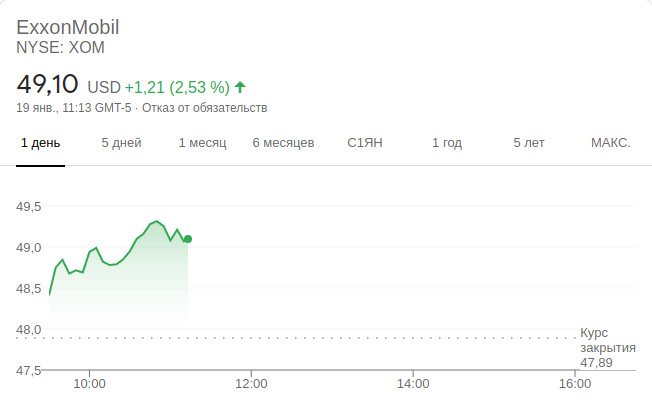 ExxonMobil
NYSE: XOM
49,10 USD +1,21 (2,53 %)
19 янв., 11:13 GMT-5 · Отказ от обязательств
1 день 5 дней 1 месяц 6 месяцев С1ЯН 1 год 5 лет МАКС.
49,5
49,0
48,5
48,0
Курс
закрытия
47,89
47,5
10:00 12:00 14:00 16:00